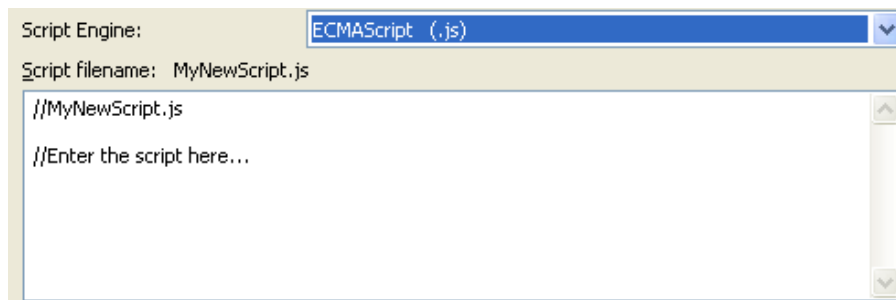 Script Engine: ECMAScript (.js)
Script filename: MyNewScript.js
//MyNewScript.js
//Enter the script here...